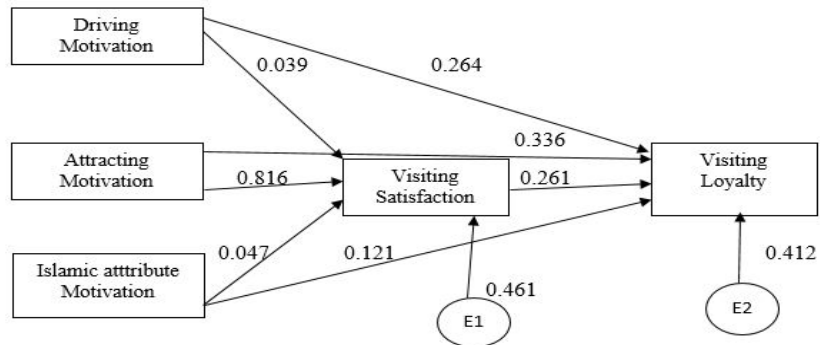 Driving
Motivation
0.264
0.039
0.336
Attracting
Motivation
Visiting
Loyalty
0.816
Visiting
Satisfaction
0.261
0.047
0.121
Islamic atttribute
Motivation
0.412
0.461
E1
E2